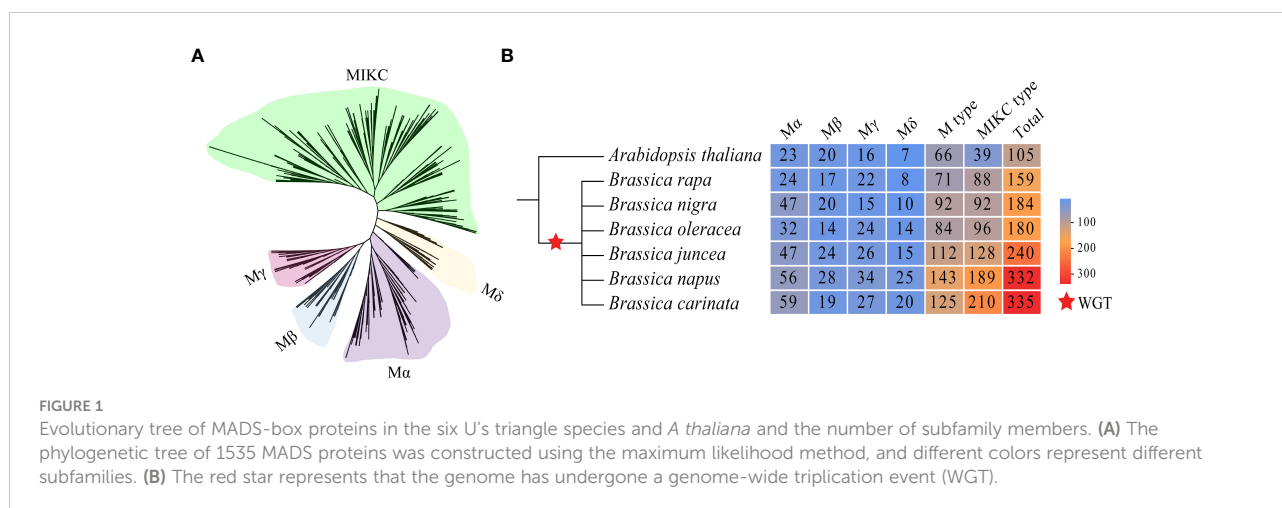 A
B
MIKC
Mγ
Mβ
Mα
Mδ
Mα Mβ Mγ Mδ M type MIKC type Total
Arabidopsis thaliana 23 20 16 7 66 39 105
Brassica rapa 24 17 22 8 71 88 159
Brassica nigra 47 20 15 10 92 92 184
Brassica oleracea 32 14 24 14 84 96 180
Brassica juncea 47 24 26 15 112 128 240
Brassica napus 56 28 34 25 143 189 332
Brassica carinata 59 19 27 20 125 210 335
100
200
300
WGT
FIGURE 1
Evolutionary tree of MADS-box proteins in the six U's triangle species and A thaliana and the number of subfamily members. (A) The
phylogenetic tree of 1535 MADS proteins was constructed using the maximum likelihood method, and different colors represent different
subfamilies. (B) The red star represents that the genome has undergone a genome-wide triplication event (WGT).